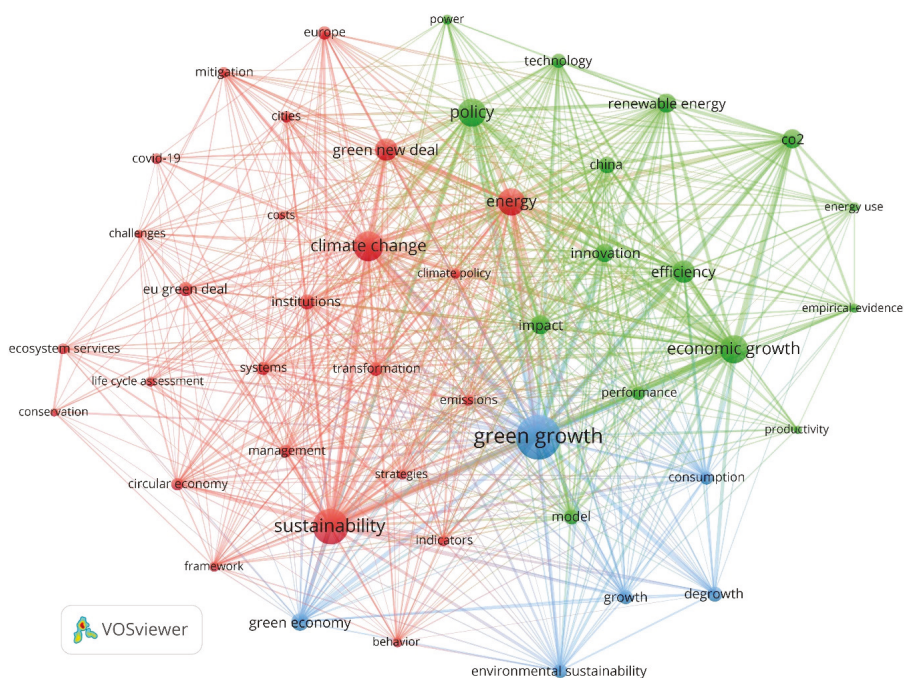 power
europe
technology
mitigation
renewable energy
policy
cities
co2
green new deal
covid-19
china
energy
energy use
costs
challenges
climate change
innovation
efficiency
climate policy
eu green deal
institutions
empirical evidence
impact
ecosystem services
economic growth
systems
transformation
life cycle assessment
performance
emissions
conservation
green growth
productivity
management
strategies
consumption
circular economy
model
sustainability
indicators
framework
growth
degrowth
green economy
VOSviewer
behavior
environmental sustainability